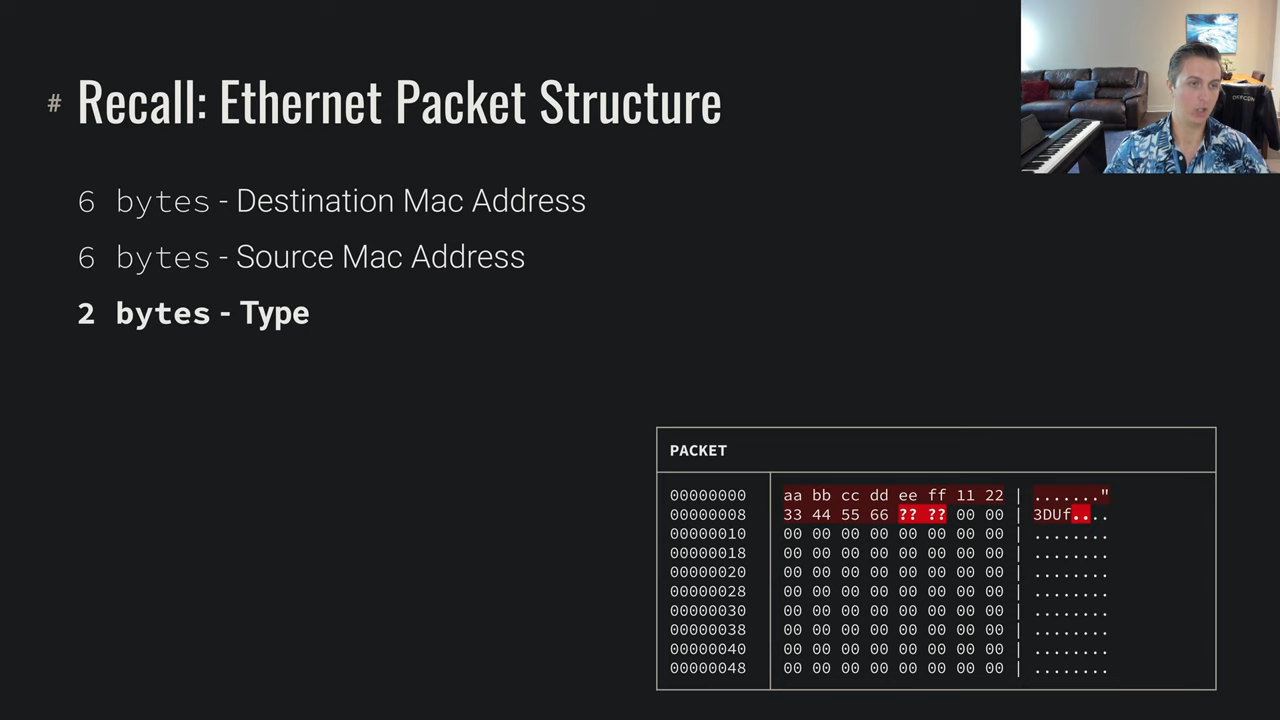 # Recall: Ethernet Packet Structure
6 bytes - Destination Mac Address
6 bytes - Source Mac Address
2 bytes - Type
DEFCON
PACKET
00000000 aa bb cc dd ee ff 11 22 | ......."
00000008 33 44 55 66 ?? ?? 00 00 | 3DUf....
00000010 00 00 00 00 00 00 00 00 | ........
00000018 00 00 00 00 00 00 00 00 | ........
00000020 00 00 00 00 00 00 00 00 | ........
00000028 00 00 00 00 00 00 00 00 | ........
00000030 00 00 00 00 00 00 00 00 | ........
00000038 00 00 00 00 00 00 00 00 | ........
00000040 00 00 00 00 00 00 00 00 | ........
00000048 00 00 00 00 00 00 00 00 | ........